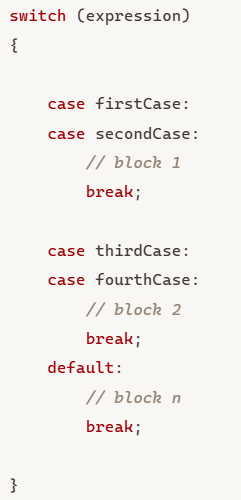 switch (expression)
{
case firstCase:
case secondCase:
// block 1
break;
case thirdCase:
case fourthCase:
// block 2
break;
default:
// block n
break;
}